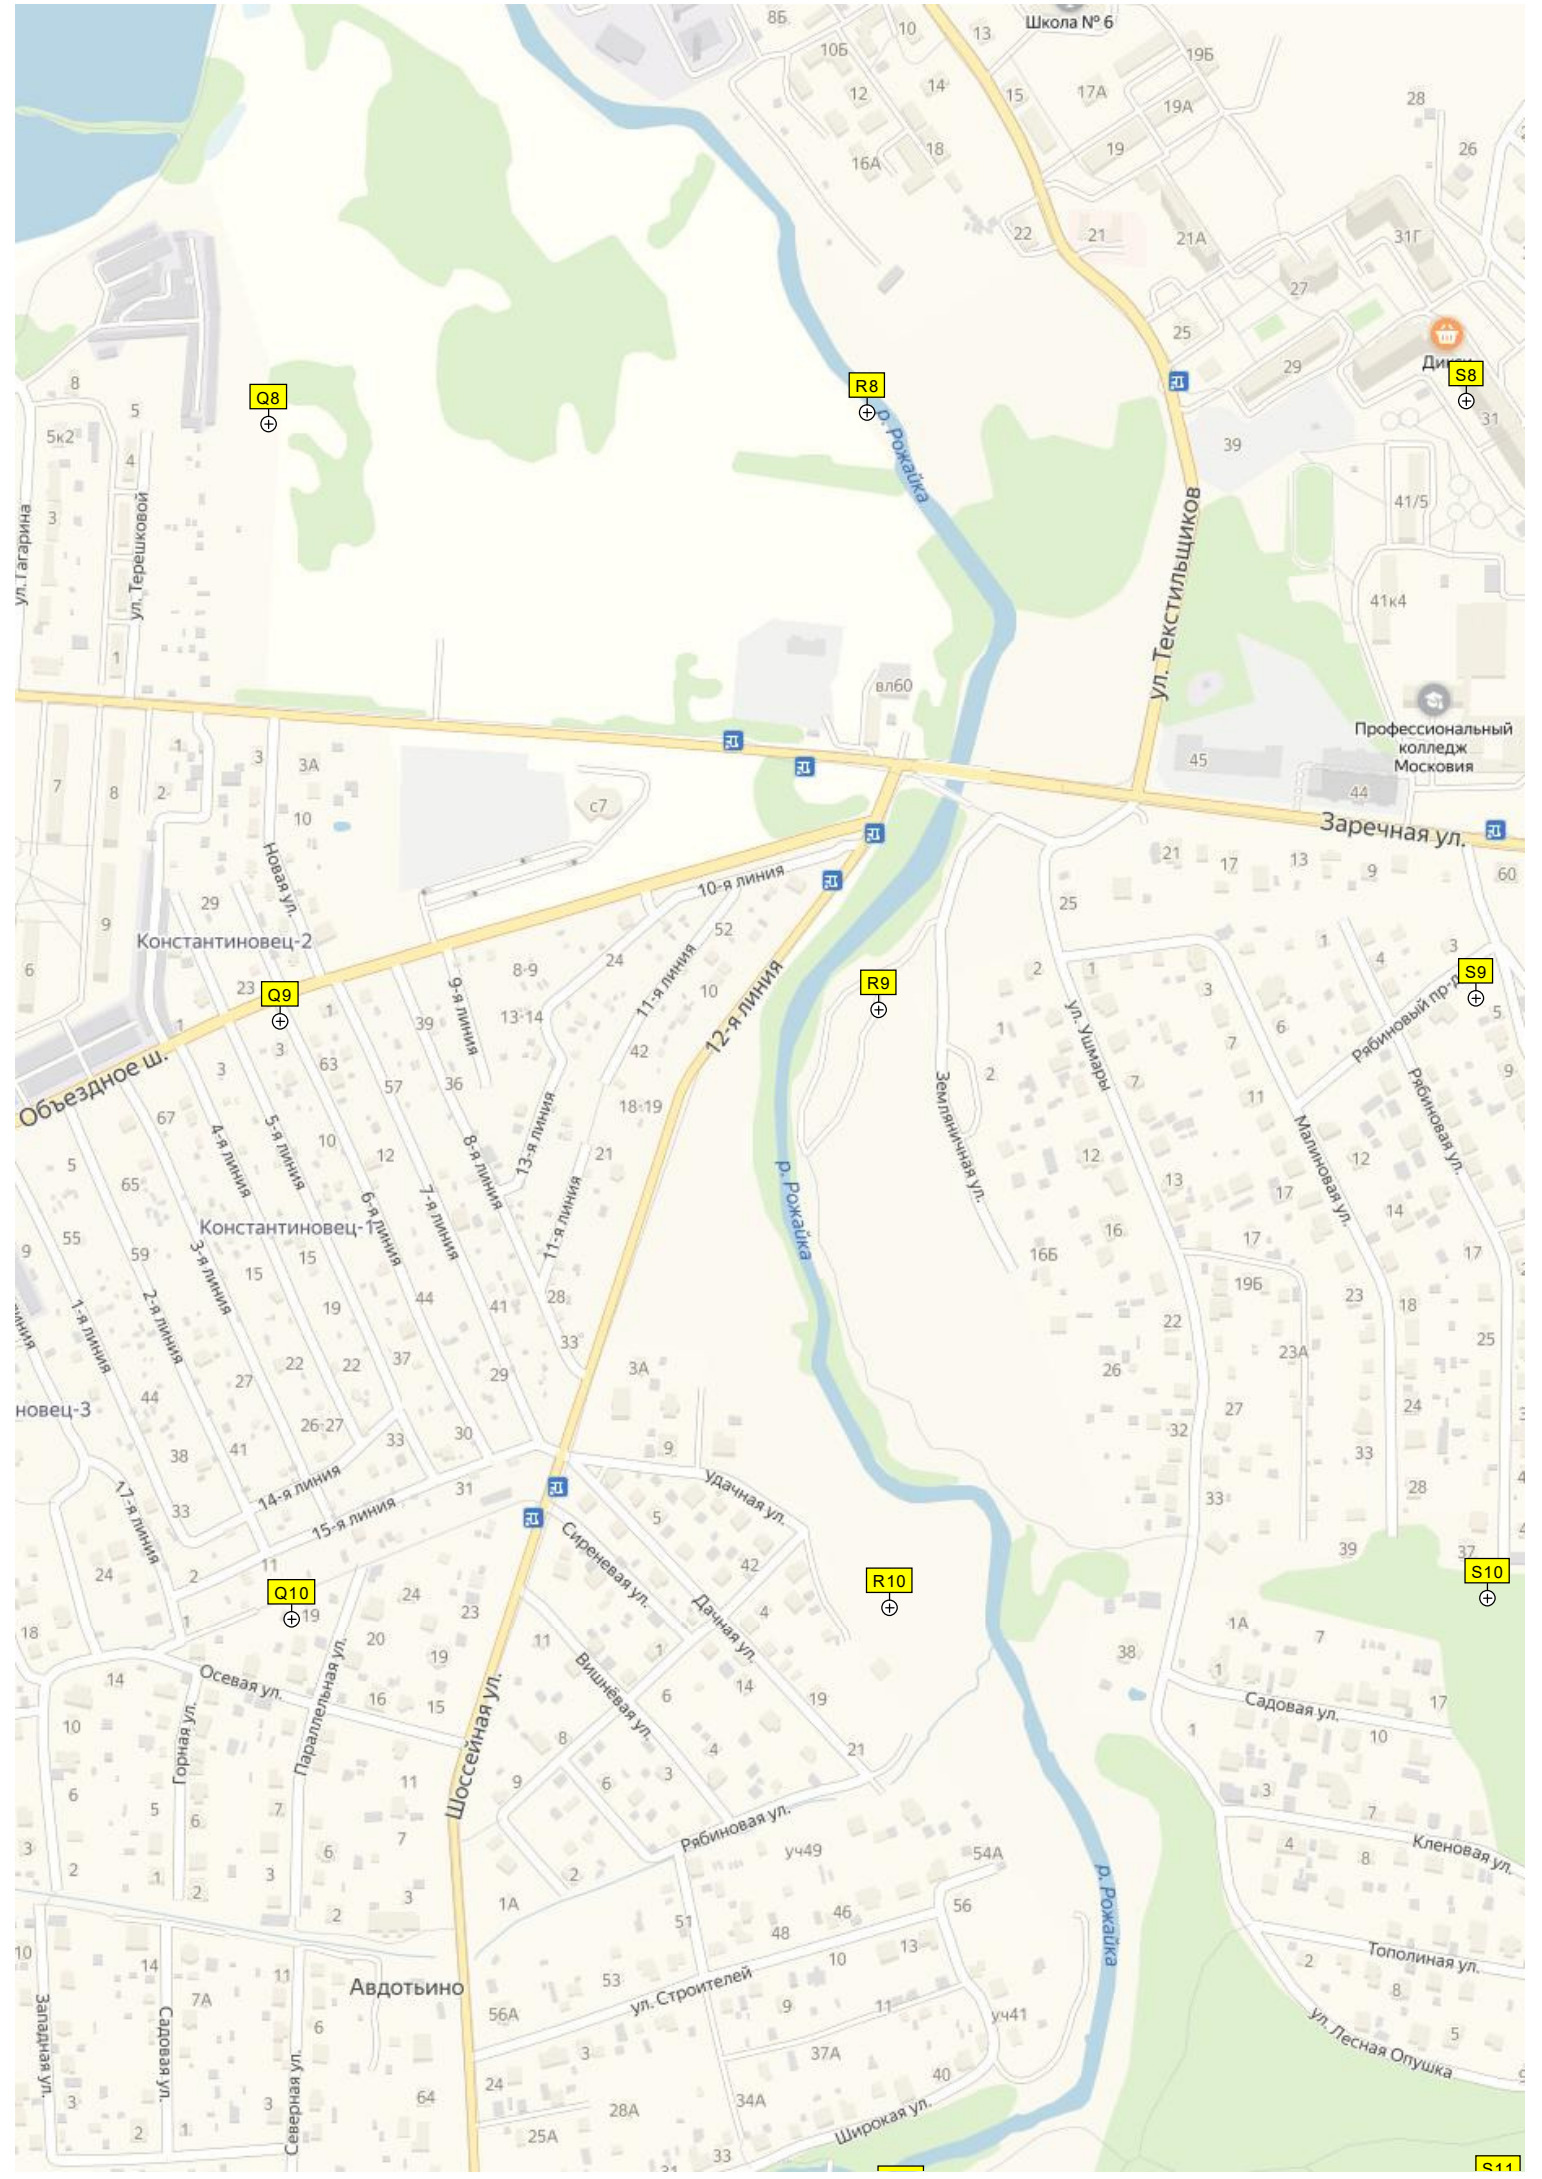 Школа № 6
8Б
10
13
10Б
19Б
12
14
15
17А
19А
28
16А
18
19
26
22
21
21А
31Г
27
25
29
Дикси
8
5
Q8
R8
S8
31
р. Рожайка
5к2
4
39
41/5
3
ул. Гагарина
ул. Терешковой
ул. Текстильщиков
41к4
1
вл60
Профессиональный
колледж
Московия
1
3
3А
45
7
8
2
10
с7
44
Заречная ул.
Новая ул.
10-я линия
21
17
13
9
60
29
9
52
25
Константиновец-2
6
23
8-9
24
11-я линия
10
12-я линия
2
1
1
4
3
Q9
R9
S9
1
1
9-я линия
39
13-14
42
1
ул. Ушмары
3
6
7
Рябиновый пр-д
5
Объездное ш.
3
3
63
57
36
2
7
9
67
18-19
Земляничная ул.
11
Рябиновая ул.
4-я линия
5-я линия
10
12
8-я линия
13-я линия
21
12
Малиновая ул.
12
5
65
р. Рожайка
13
17
14
55
59
Константиновец-1
6-я линия
7-я линия
11-я линия
16
16Б
17
17
9
3-я линия
15
15
19Б
1-я линия
2-я линия
19
44
41
28
22
23
18
33
25
22
22
37
29
3А
26
23А
новец-3
44
27
26-27
33
30
9
32
27
24
38
41
33
17-я линия
33
14-я линия
15-я линия
31
Удачная ул.
33
28
5
Сиреневая ул.
24
2
11
42
39
37
Q10
R10
S10
1
19
24
23
Дачная ул.
4
1А
7
18
20
19
11
1
38
1
14
Осевая ул.
16
15
Вишнёвая ул.
6
14
19
Садовая ул.
17
10
Горная ул.
Параллельная ул.
Шоссейная ул.
8
4
21
1
10
6
5
6
7
11
9
6
3
3
7
Рябиновая ул.
Кленовая ул.
3
2
6
7
уч49
54А
4
8
1
2
3
3
2
1А
р. Рожайка
2
51
46
56
48
10
14
11
13
53
10
2
Тополиная ул.
Авдотьино
7А
ул. Строителей
8
Западная ул.
Садовая ул.
6
56А
9
11
уч41
5
ул. Лесная Опушка
3
37А
Северная ул.
3
3
64
24
28А
34А
40
2
1
25А
Широкая ул.
33
31
S11